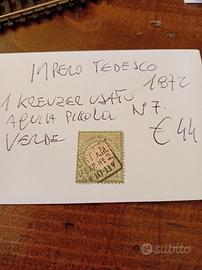 IMPERO TEDESCO
1872
1 KREUZER USATO
AQUILA PICCOLA N°7.
VERDE
€44
subito